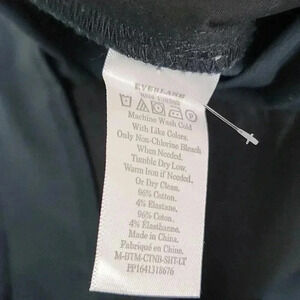 EVERLANE
Machine Wash Cold
With Like Colors.
Only Non-Chlorine Bleach
When Needed.
Tumble Dry Low.
Warm Iron if Needed,
Or Dry Clean.
96% Cotton.
4% Elastane.
96% Coton.
4% Élasthanne.
Made in China.
Fabriqué en Chine.
M-BTM-CTNB-SHT-LT
PP1641318676